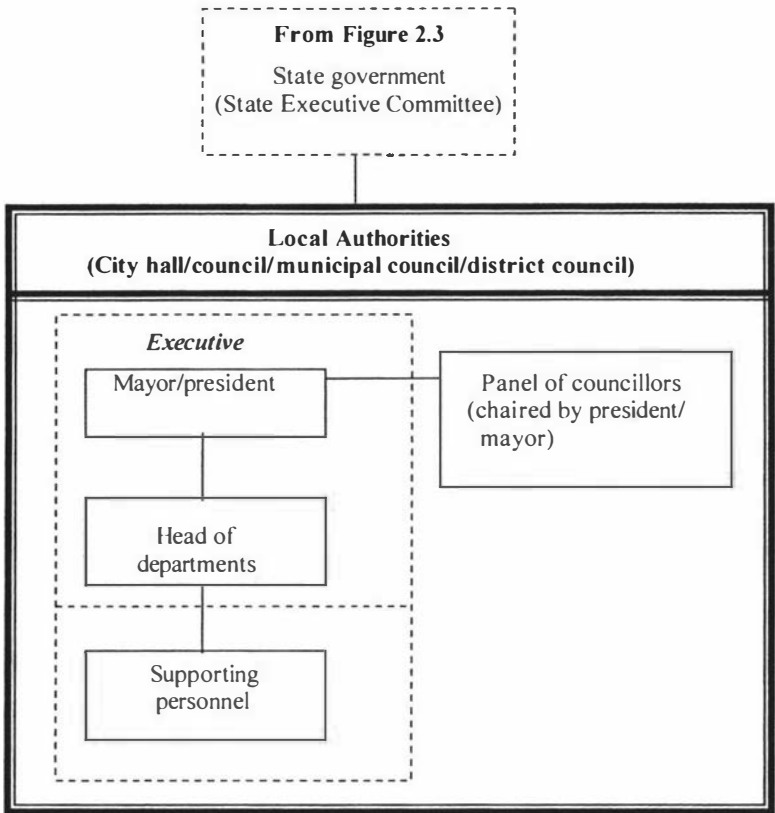 From Figure 2.3
State government
(State Executive Committee)
Local Authorities
(City hall/council/municipal council/district council)
Executive
Mayor/president
Panel of councillors
(chaired by president/
mayor)
Head of
departments
Supporting
personnel